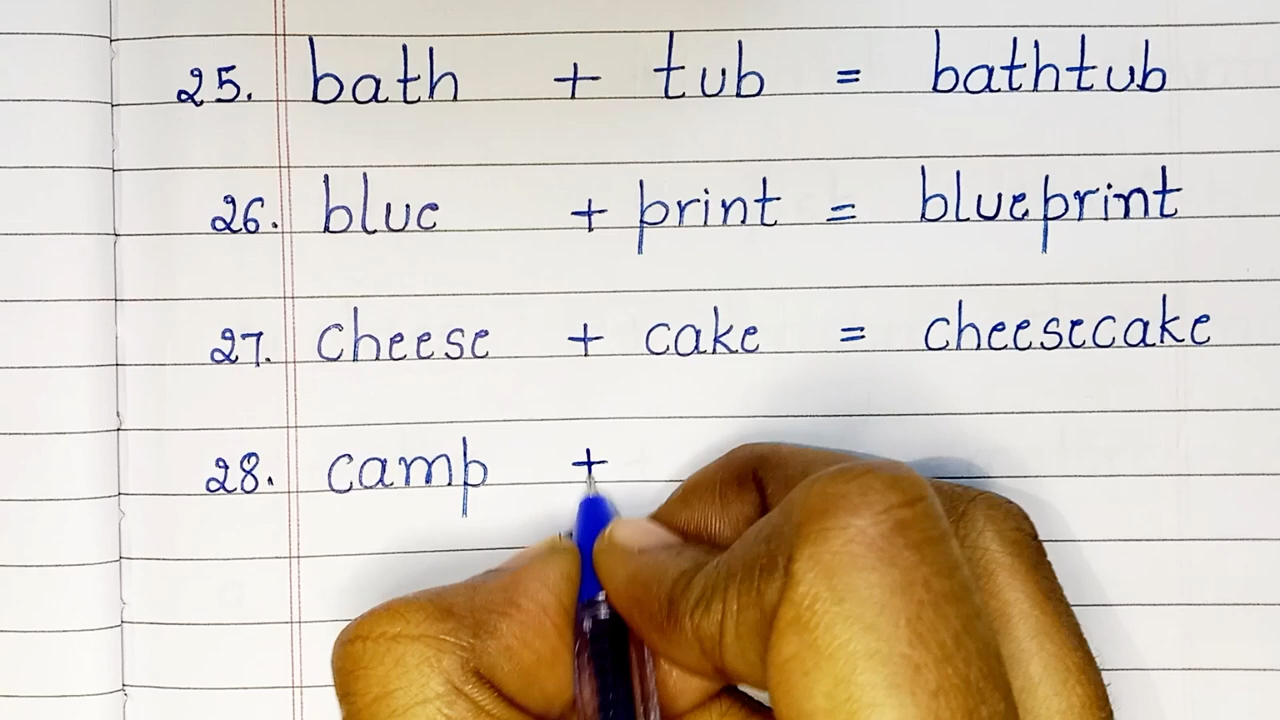 25. bath + tub = bathtub
26. blue + print = blueprint
27. cheese + cake = cheesecake
28. camp +